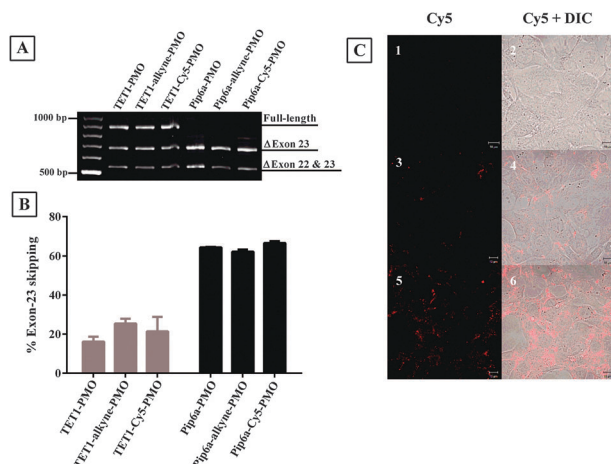 A
TET1-PMO
TET1-alkyne-PMO
TET1-Cy5-PMO
Pip6a-PMO
Pip6a-alkyne-PMO
Pip6a-Cy5-PMO
1000 bp
Full-length
ΔExon 23
500 bp
ΔExon 22 & 23
B
% Exon-23 skipping
80
60
40
20
0
TET1-PMO
TET1-alkyne-PMO
TET1-Cy5-PMO
Pip6a-PMO
Pip6a-alkyne-PMO
Pip6a-Cy5-PMO
C
Cy5
Cy5 + DIC
1
2
3
4
5
6